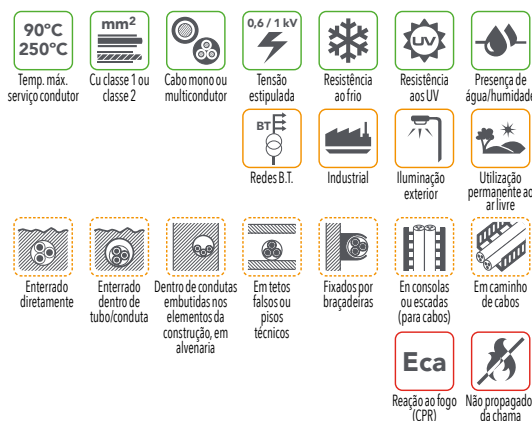 90°C
250°C
mm²
0,6 / 1 kV
UV
Temp. máx.
serviço condutor
Cu classe 1 ou
classe 2
Cabo mono ou
multicondutor
Tensão
estipulada
Resistência
ao frio
Resistência
aos UV
Presença de
água/humidade
BT
Redes B.T.
Industrial
Iluminação
exterior
Utilização
permanente ao
ar livre
Enterrado
diretamente
Enterrado
dentro de
tubo/conduta
Dentro de condutas
embutidas nos
elementos da
construção, em
alvenaria
Em tetos
falsos ou
pisos
técnicos
Fixados por
braçadeiras
En consolas
ou escadas
(para cabos)
Em caminho
de cabos
Eca
Reação ao fogo
(CPR)
Não propagado
da chama